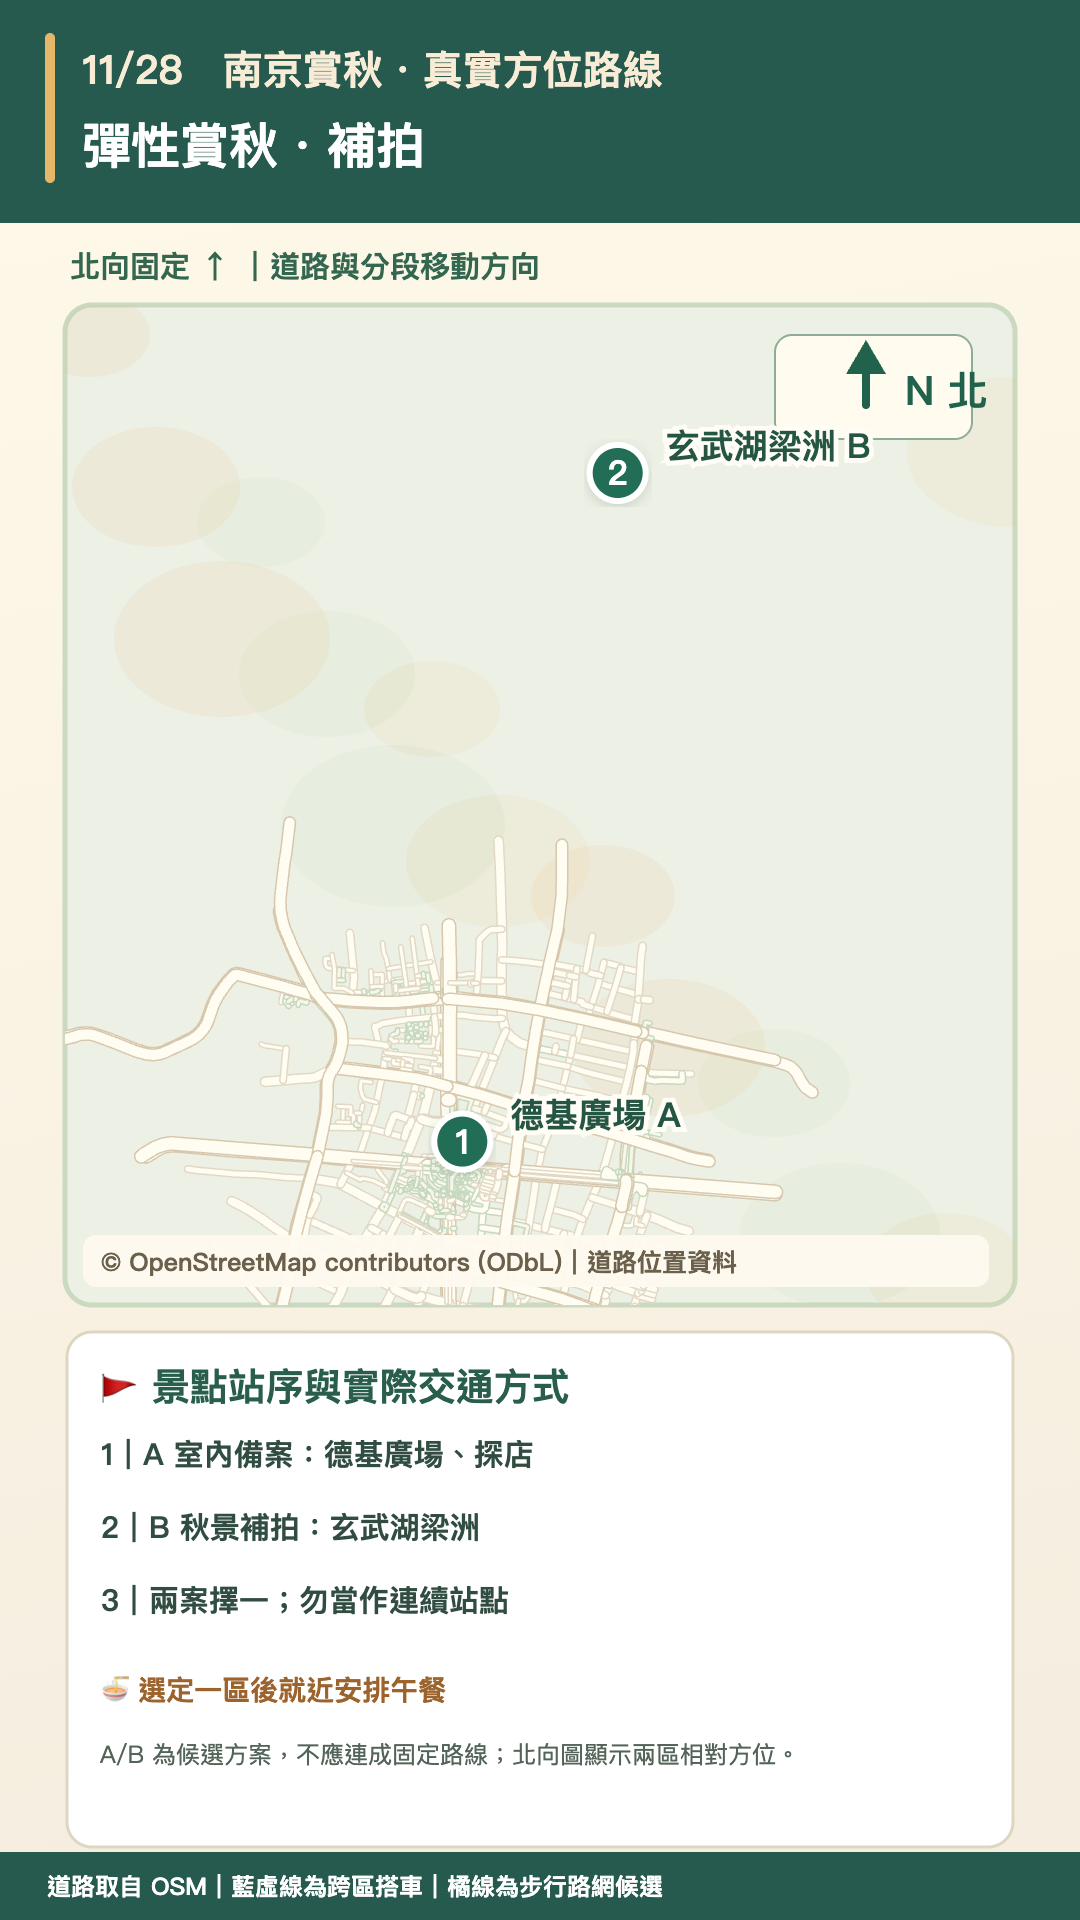 11/28 南京賞秋 · 真實方位路線
彈性賞秋 · 補拍
北向固定 ↑ ｜道路與分段移動方向
N 北
玄武湖梁洲 B
2
德基廣場 A
1
© OpenStreetMap contributors (ODbL)｜道路位置資料
景點站序與實際交通方式
1｜A 室內備案：德基廣場、探店
2｜B 秋景補拍：玄武湖梁洲
3｜兩案擇一；勿當作連續站點
選定一區後就近安排午餐
A/B 為候選方案，不應連成固定路線；北向圖顯示兩區相對方位。
道路取自 OSM｜藍虛線為跨區搭車｜橘線為步行路網候選